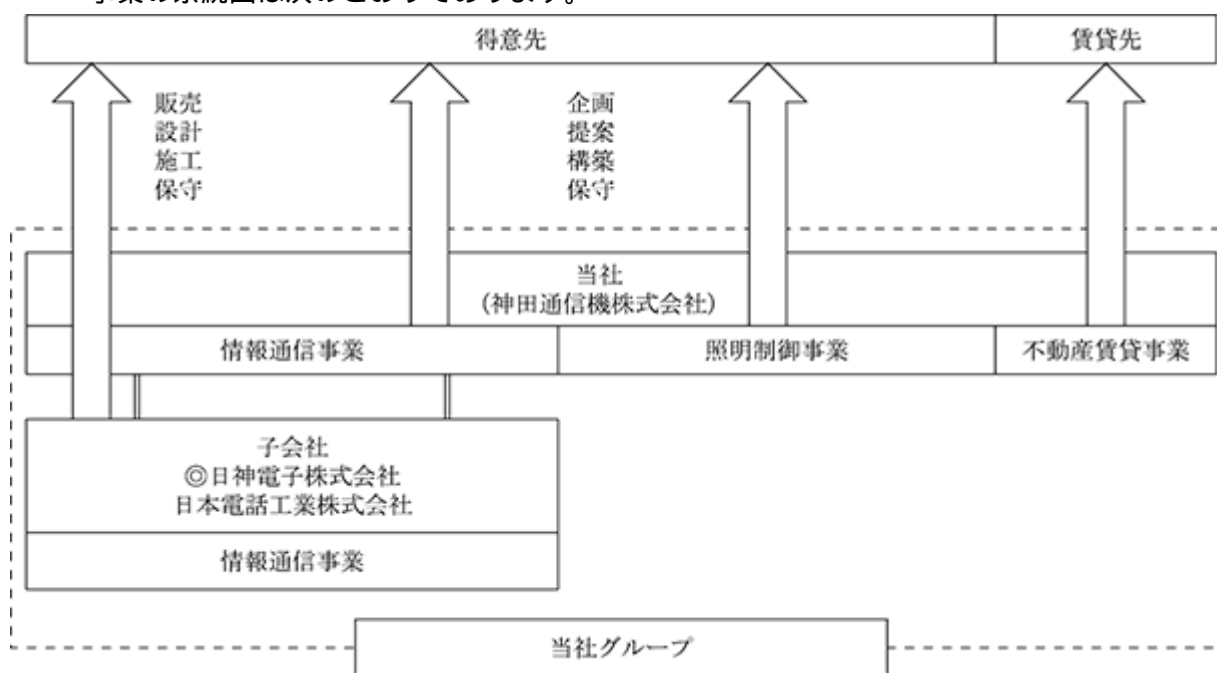 事業の系統図は次のとおりであります。
得意先
賃貸先
販売
設計
施工
保守
企画
提案
構築
保守
当社
(神田通信機株式会社)
情報通信事業
照明制御事業
不動産賃貸事業
子会社
◎日神電子株式会社
日本電話工業株式会社
情報通信事業
当社グループ